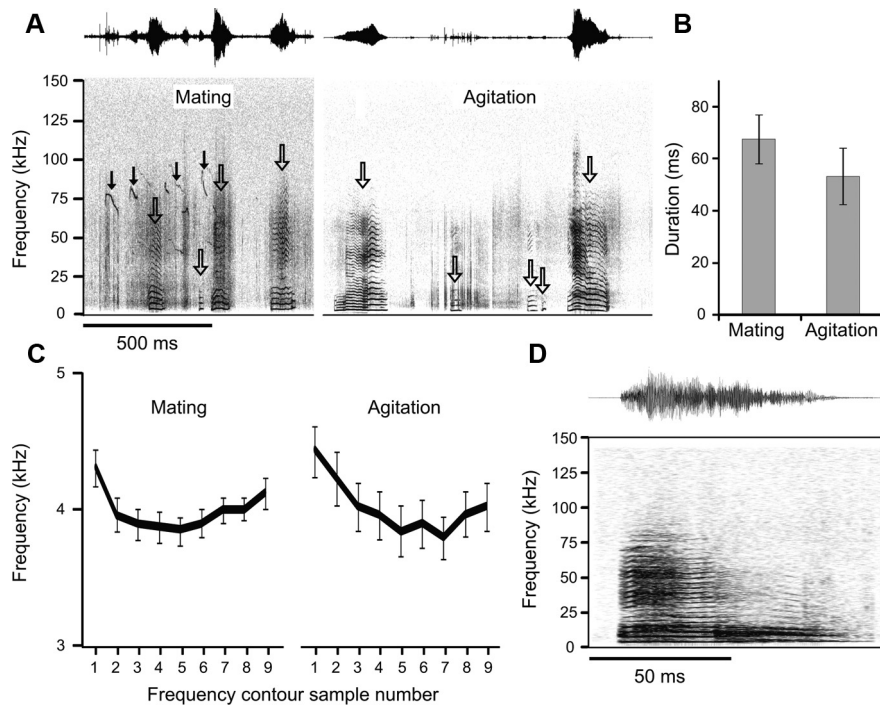 A
B
150
125
100
75
50
25
0
Frequency (kHz)
Mating
Agitation
500 ms
80
60
40
20
0
Duration (ms)
Mating
Agitation
C
D
5
4
3
Frequency (kHz)
Mating
Agitation
1 2 3 4 5 6 7 8 9
1 2 3 4 5 6 7 8 9
Frequency contour sample number
150
125
100
75
50
25
0
Frequency (kHz)
50 ms